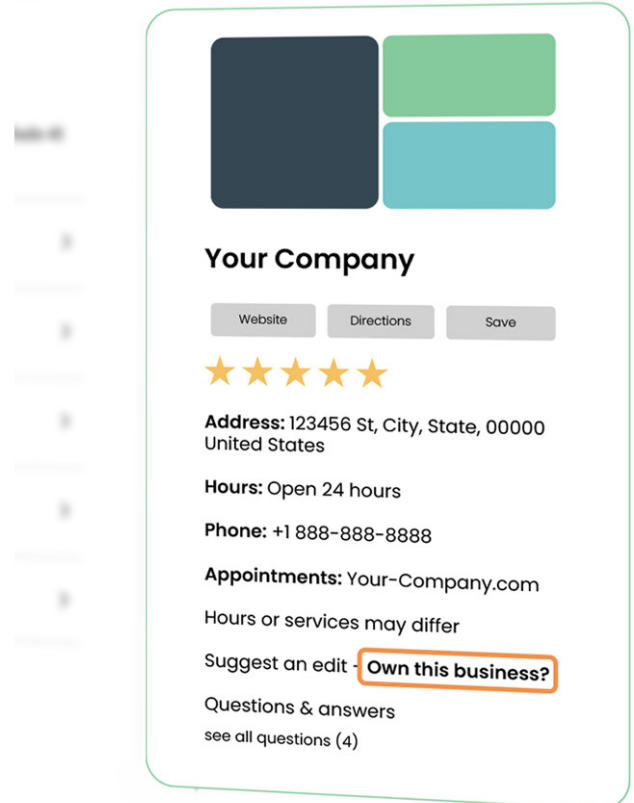 Your Company
Website
Directions
Save
Address: 123456 St, City, State, 00000
United States
Hours: Open 24 hours
Phone: +1 888-888-8888
Appointments: Your-Company.com
Hours or services may differ
Suggest an edit - Own this business?
Questions & answers
see all questions (4)